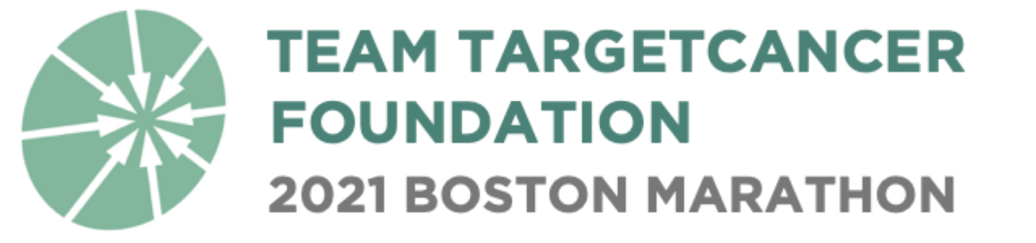 TEAM TARGETCANCER
FOUNDATION
2021 BOSTON MARATHON